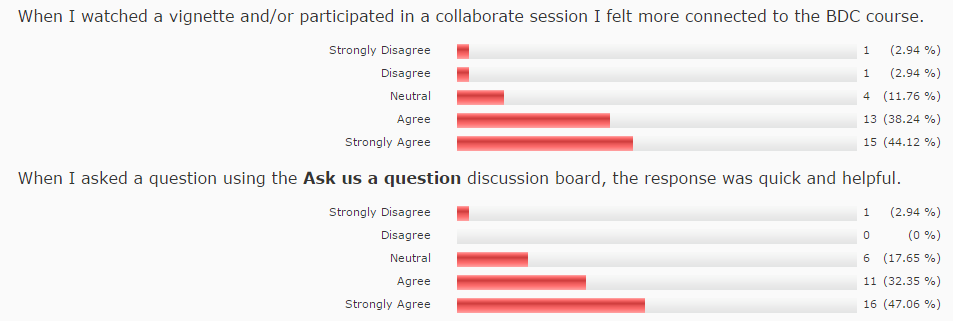 When I watched a vignette and/or participated in a collaborate session I felt more connected to the BDC course.
Strongly Disagree 1 (2.94 %)
Disagree 1 (2.94 %)
Neutral 4 (11.76 %)
Agree 13 (38.24 %)
Strongly Agree 15 (44.12 %)
When I asked a question using the Ask us a question discussion board, the response was quick and helpful.
Strongly Disagree 1 (2.94 %)
Disagree 0 (0 %)
Neutral 6 (17.65 %)
Agree 11 (32.35 %)
Strongly Agree 16 (47.06 %)